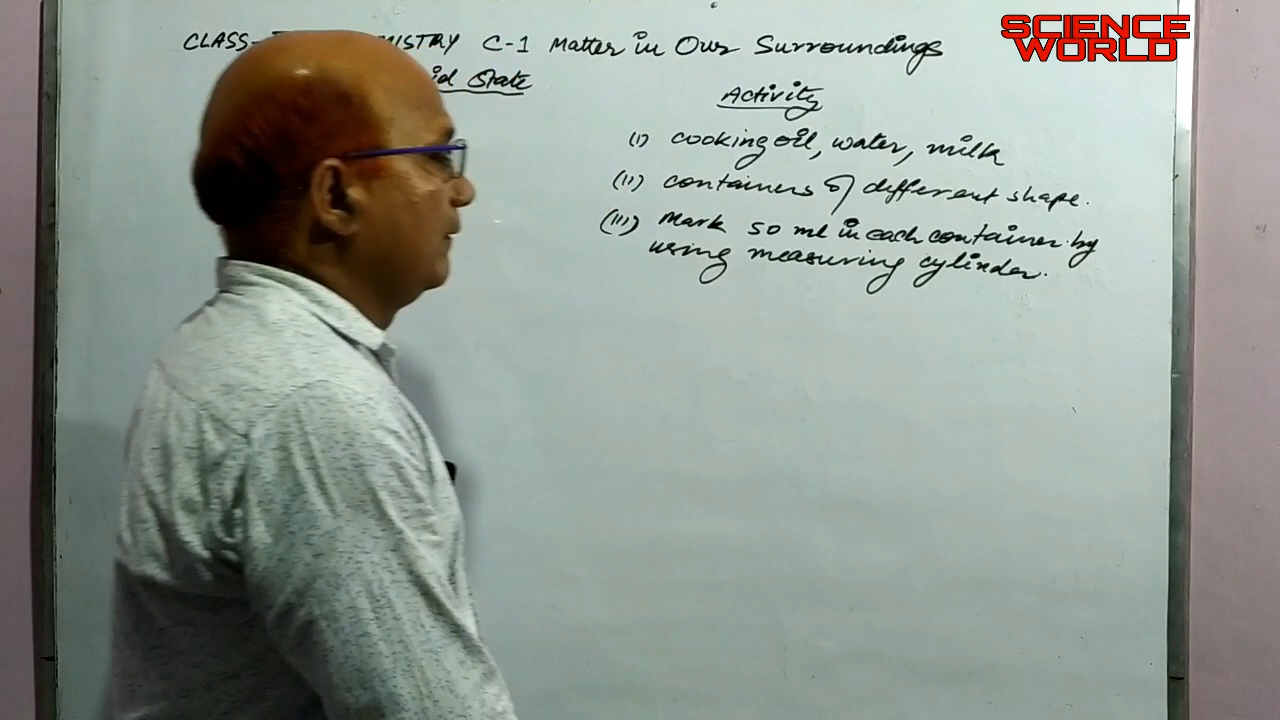 SCIENCE
WORLD
CLASS- MISTRY C-1 Matter in Our Surroundings
id State
Activity
(i) cooking oil, water, milk
(ii) containers of different shape.
(iii) Mark 50 ml in each container by
using measuring cylinder.